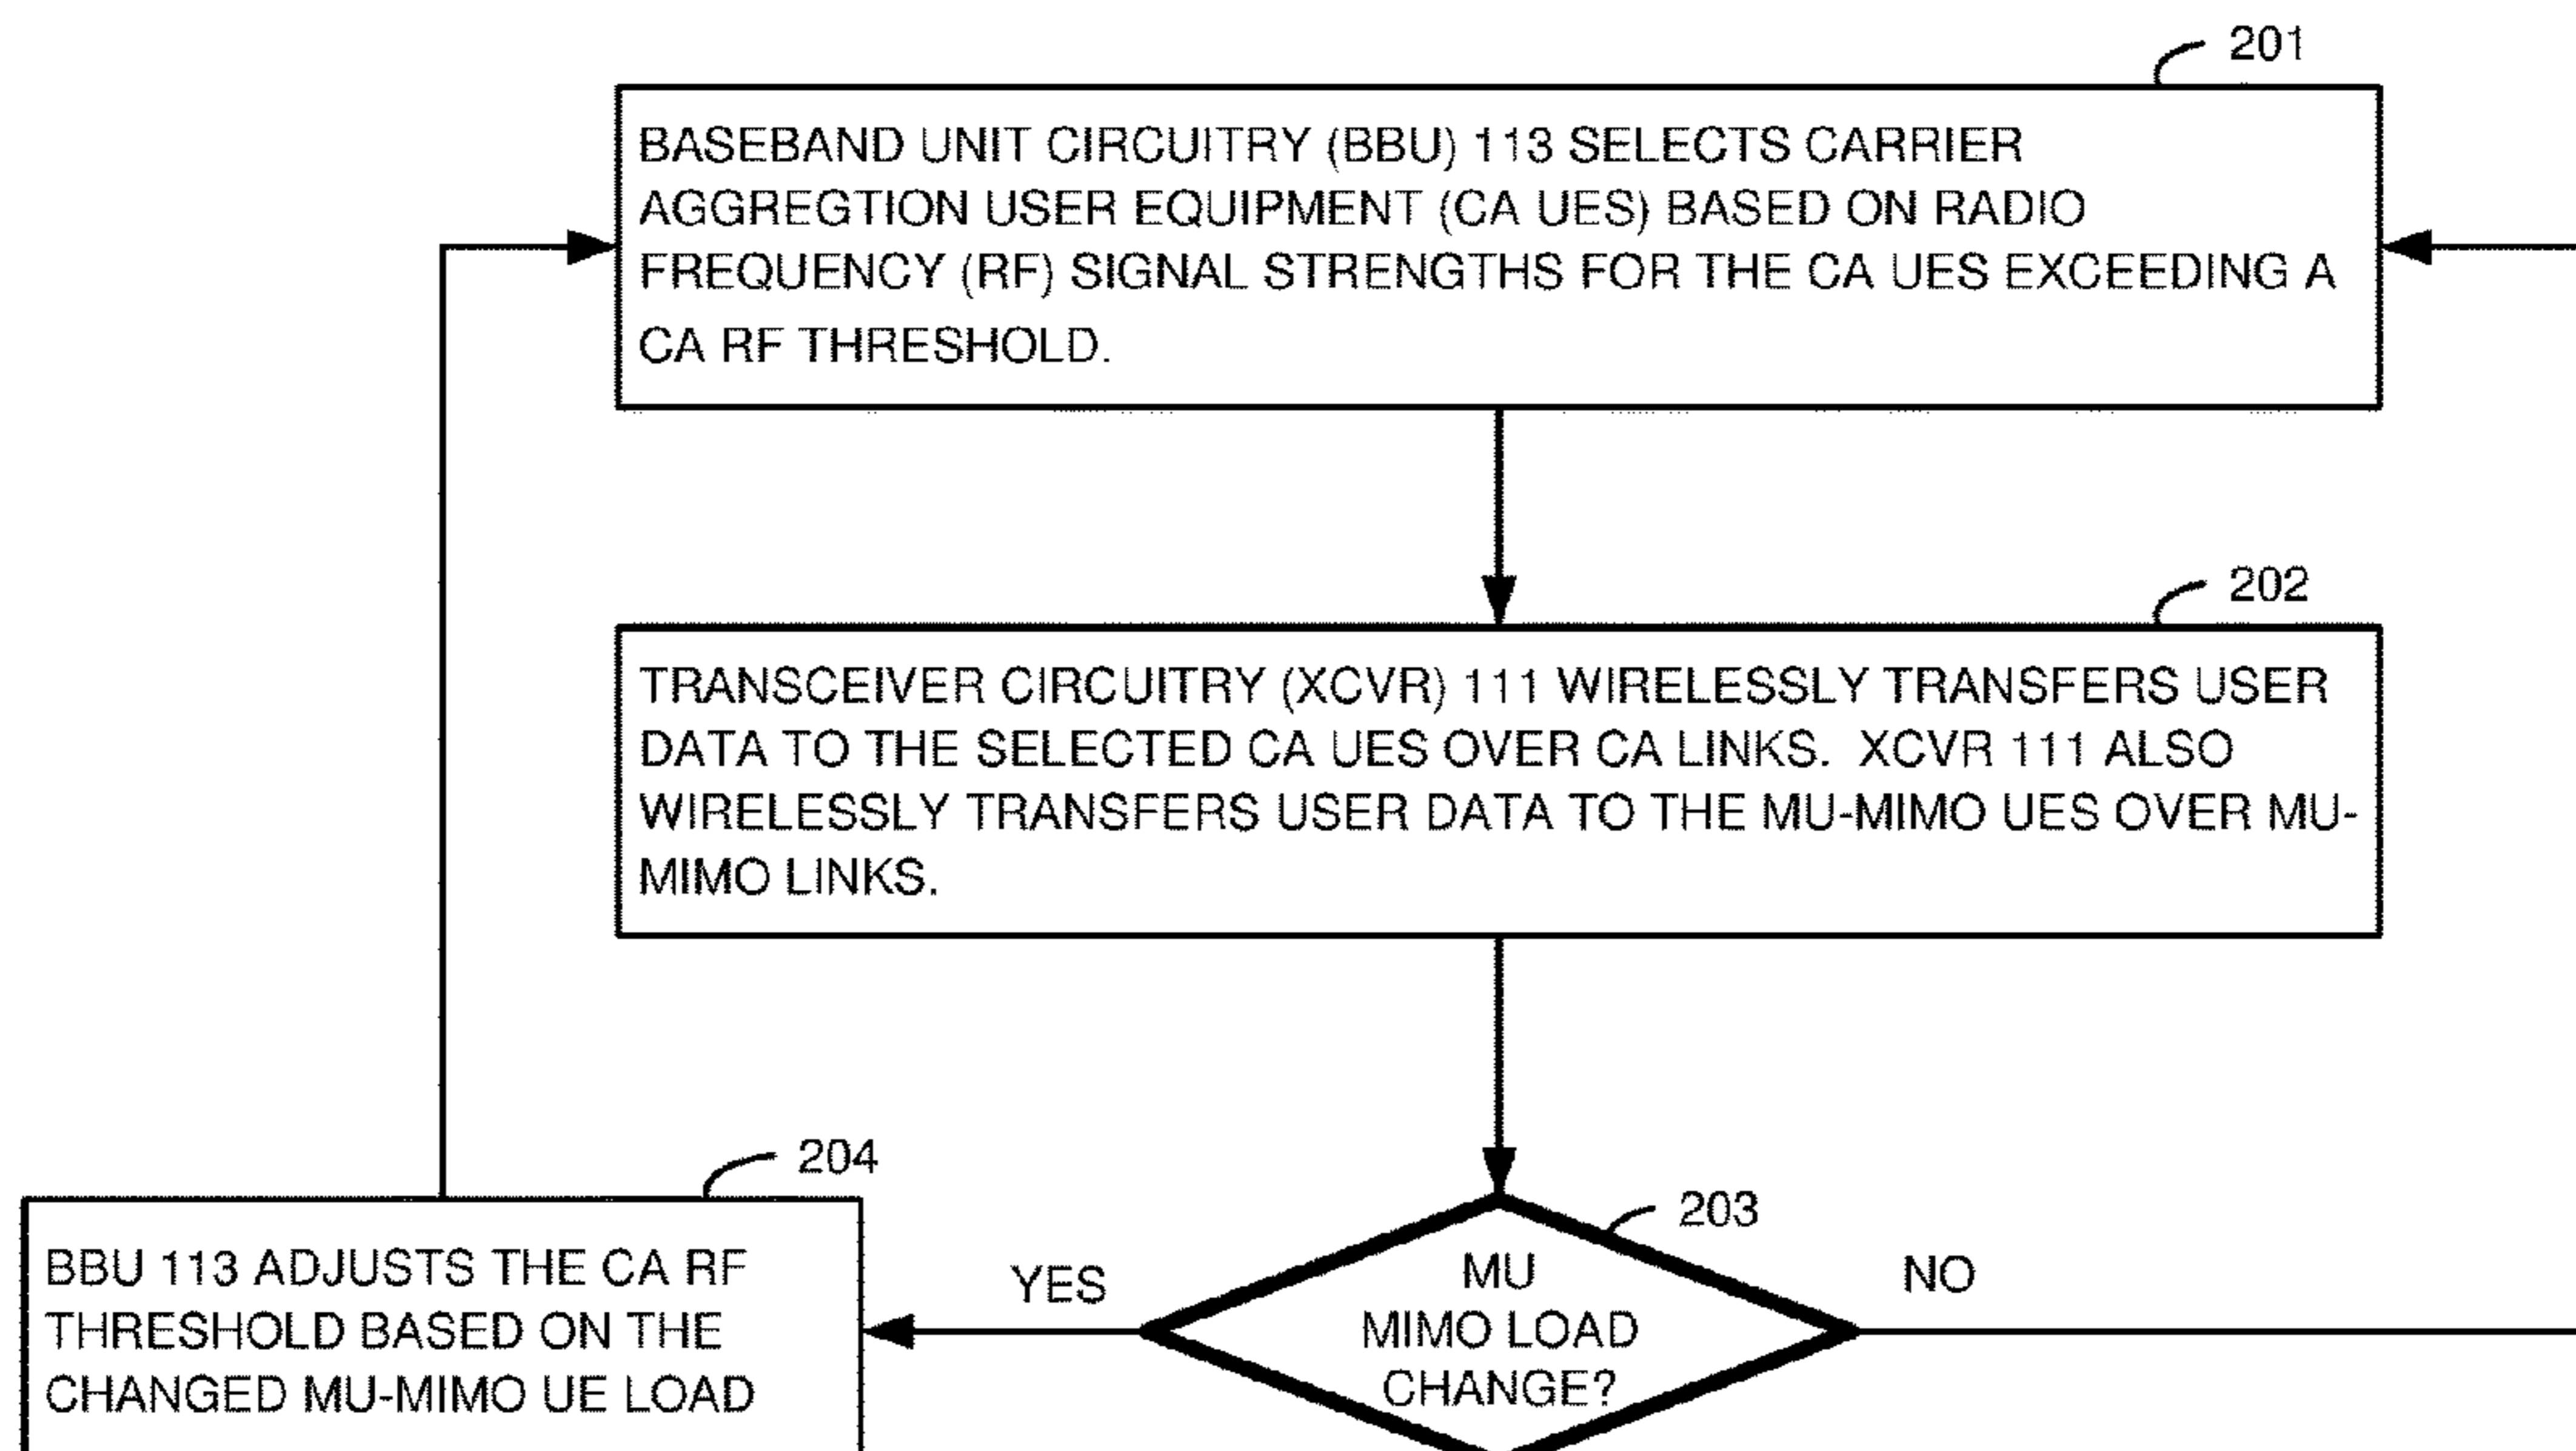 201
BASEBAND UNIT CIRCUITRY (BBU) 113 SELECTS CARRIER
AGGREGTION USER EQUIPMENT (CA UES) BASED ON RADIO
FREQUENCY (RF) SIGNAL STRENGTHS FOR THE CA UES EXCEEDING A
CA RF THRESHOLD.
202
TRANSCEIVER CIRCUITRY (XCVR) 111 WIRELESSLY TRANSFERS USER
DATA TO THE SELECTED CA UES OVER CA LINKS.  XCVR 111 ALSO
WIRELESSLY TRANSFERS USER DATA TO THE MU-MIMO UES OVER MU-
MIMO LINKS.
204
BBU 113 ADJUSTS THE CA RF
THRESHOLD BASED ON THE
CHANGED MU-MIMO UE LOAD
YES
203
MU
MIMO LOAD
CHANGE?
NO